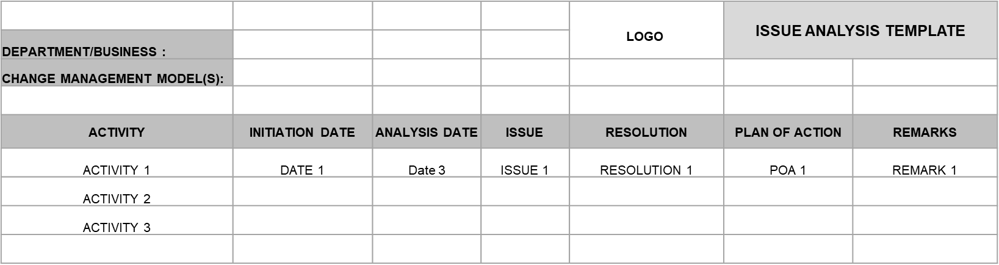 LOGO
ISSUE ANALYSIS TEMPLATE
DEPARTMENT/BUSINESS :
CHANGE MANAGEMENT MODEL(S):
ACTIVITY INITIATION DATE ANALYSIS DATE ISSUE RESOLUTION PLAN OF ACTION REMARKS
ACTIVITY 1 DATE 1 Date 3 ISSUE 1 RESOLUTION 1 POA 1 REMARK 1
ACTIVITY 2
ACTIVITY 3